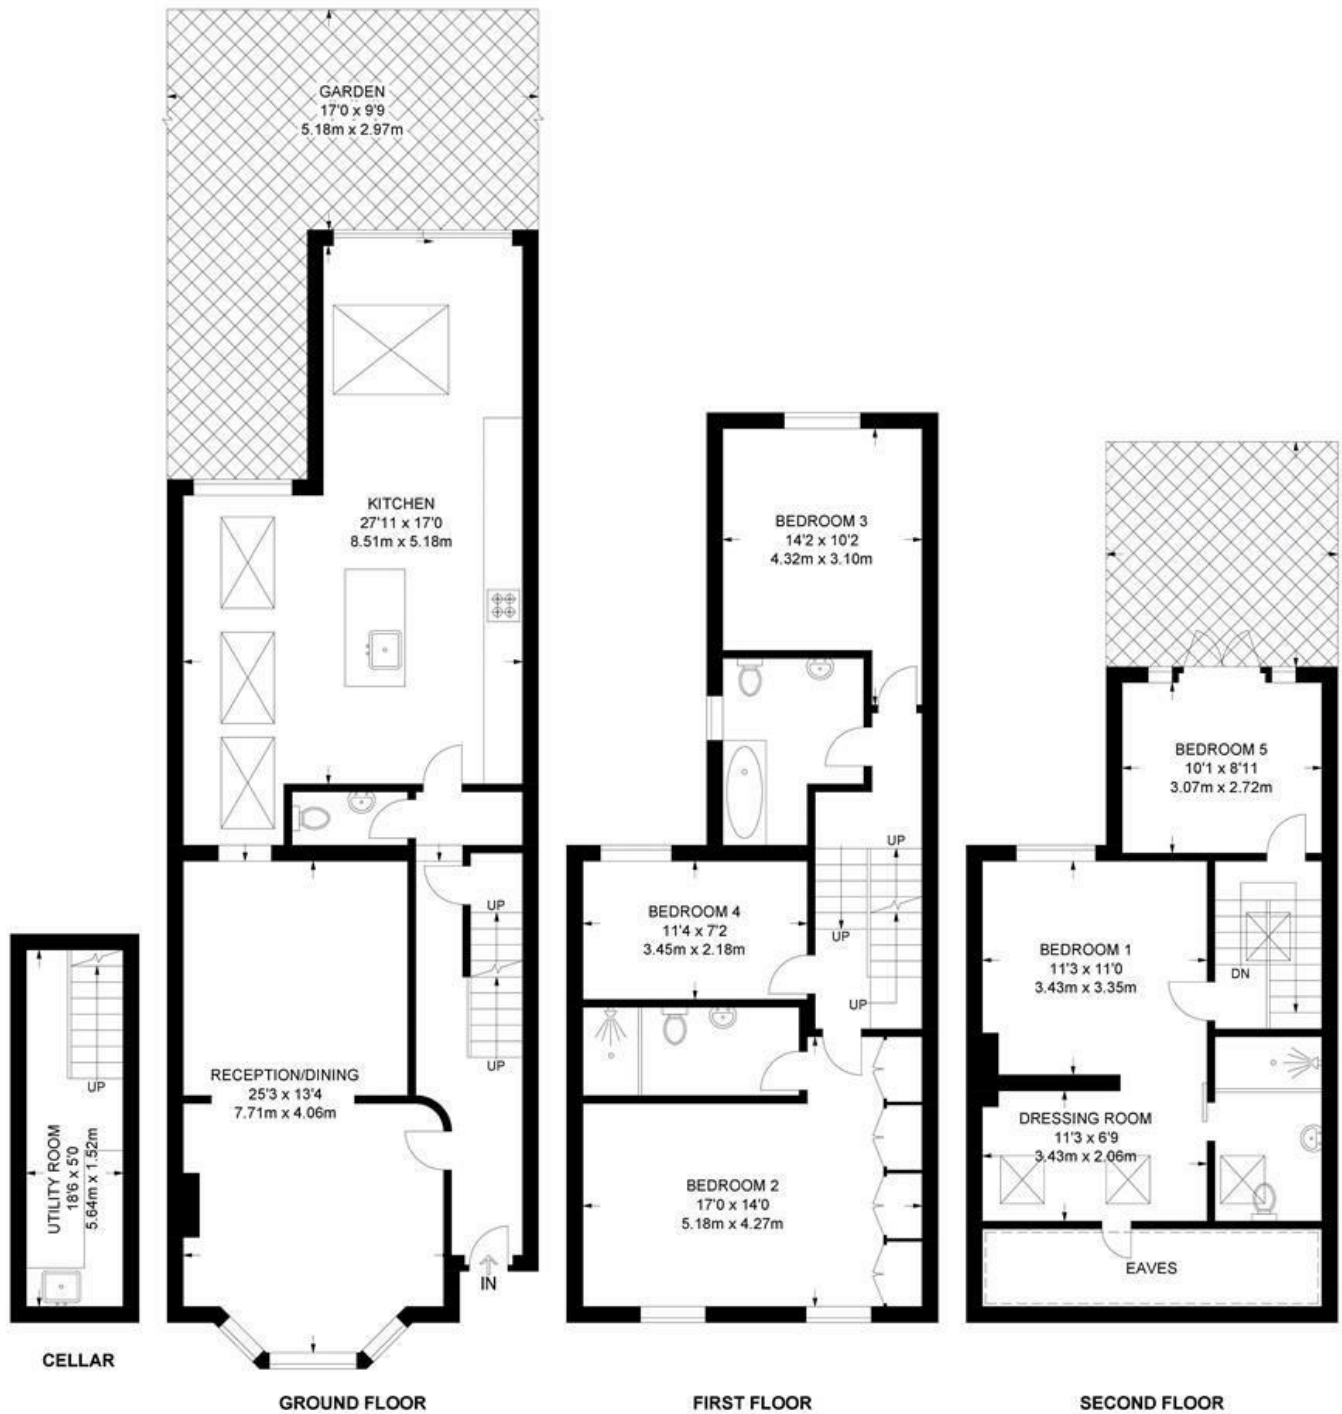 GARDEN
17'0 x 9'9
5.18m x 2.97m
KITCHEN
27'11 x 17'0
8.51m x 5.18m
UP
UP
RECEPTION/DINING
25'3 x 13'4
7.71m x 4.06m
IN
UP
UTILITY ROOM
18'6 x 5'0
5.64m x 1.52m
CELLAR
GROUND FLOOR
BEDROOM 3
14'2 x 10'2
4.32m x 3.10m
UP
UP
BEDROOM 4
11'4 x 7'2
3.45m x 2.18m
UP
BEDROOM 2
17'0 x 14'0
5.18m x 4.27m
FIRST FLOOR
BEDROOM 5
10'1 x 8'11
3.07m x 2.72m
BEDROOM 1
11'3 x 11'0
3.43m x 3.35m
DN
DRESSING ROOM
11'3 x 6'9
3.43m x 2.06m
EAVES
SECOND FLOOR